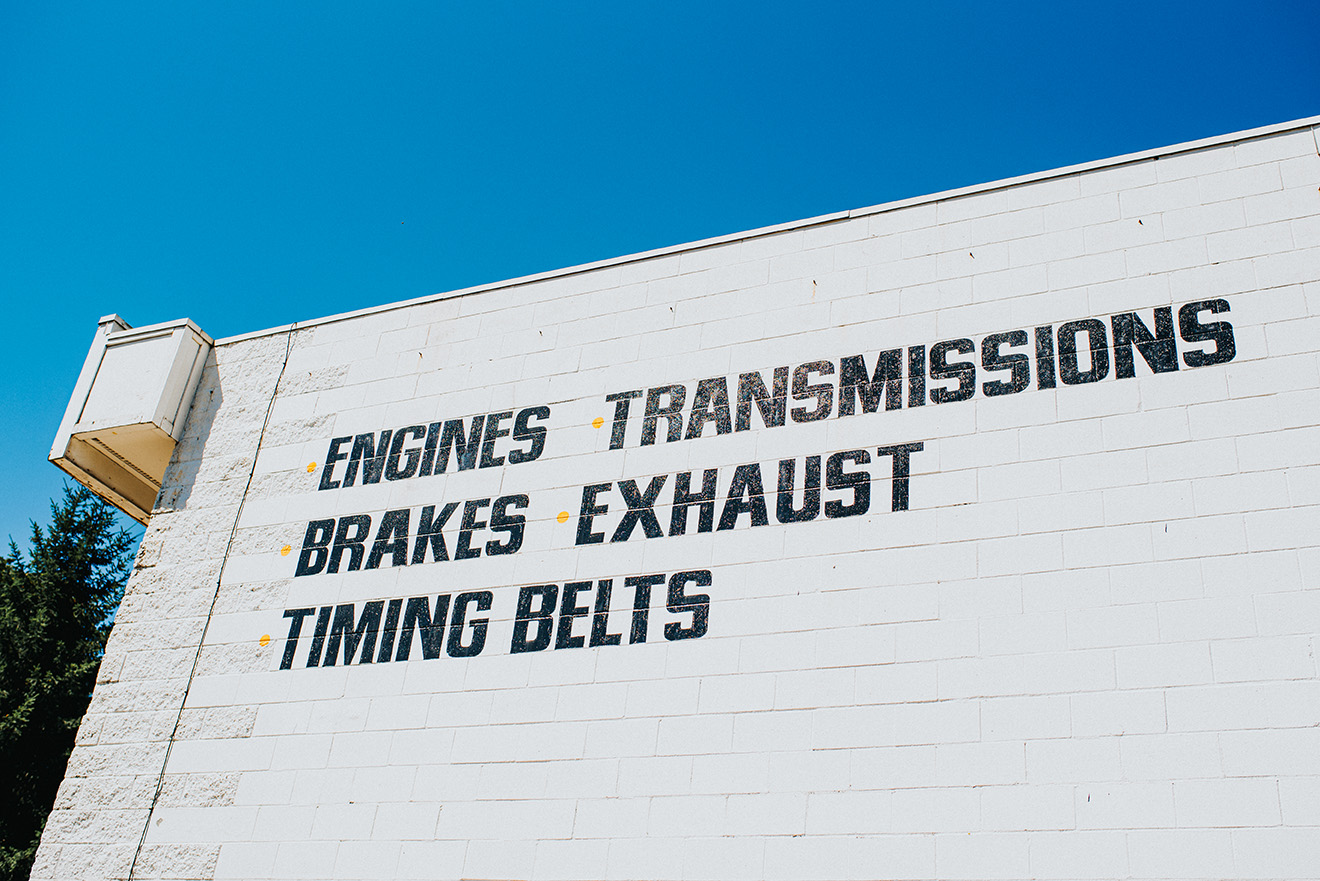 • ENGINES • TRANSMISSIONS
• BRAKES • EXHAUST
• TIMING BELTS